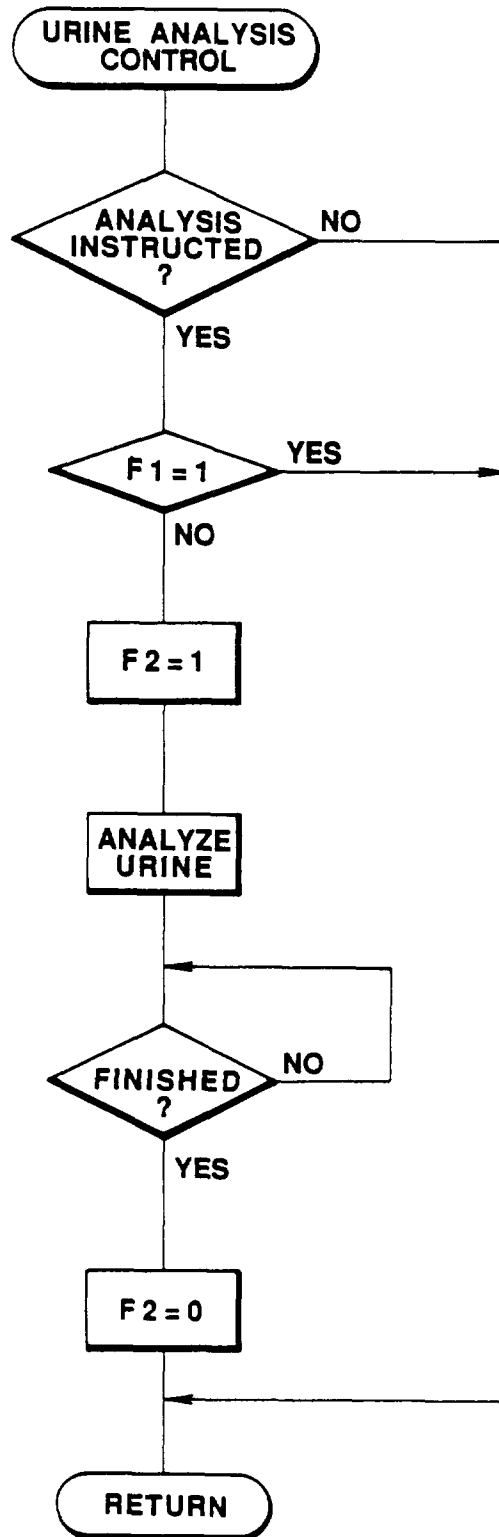 URINE ANALYSIS
CONTROL
ANALYSIS
INSTRUCTED
?
NO
YES
F1=1
YES
NO
F2=1
ANALYZE
URINE
FINISHED
?
NO
YES
F2=0
RETURN